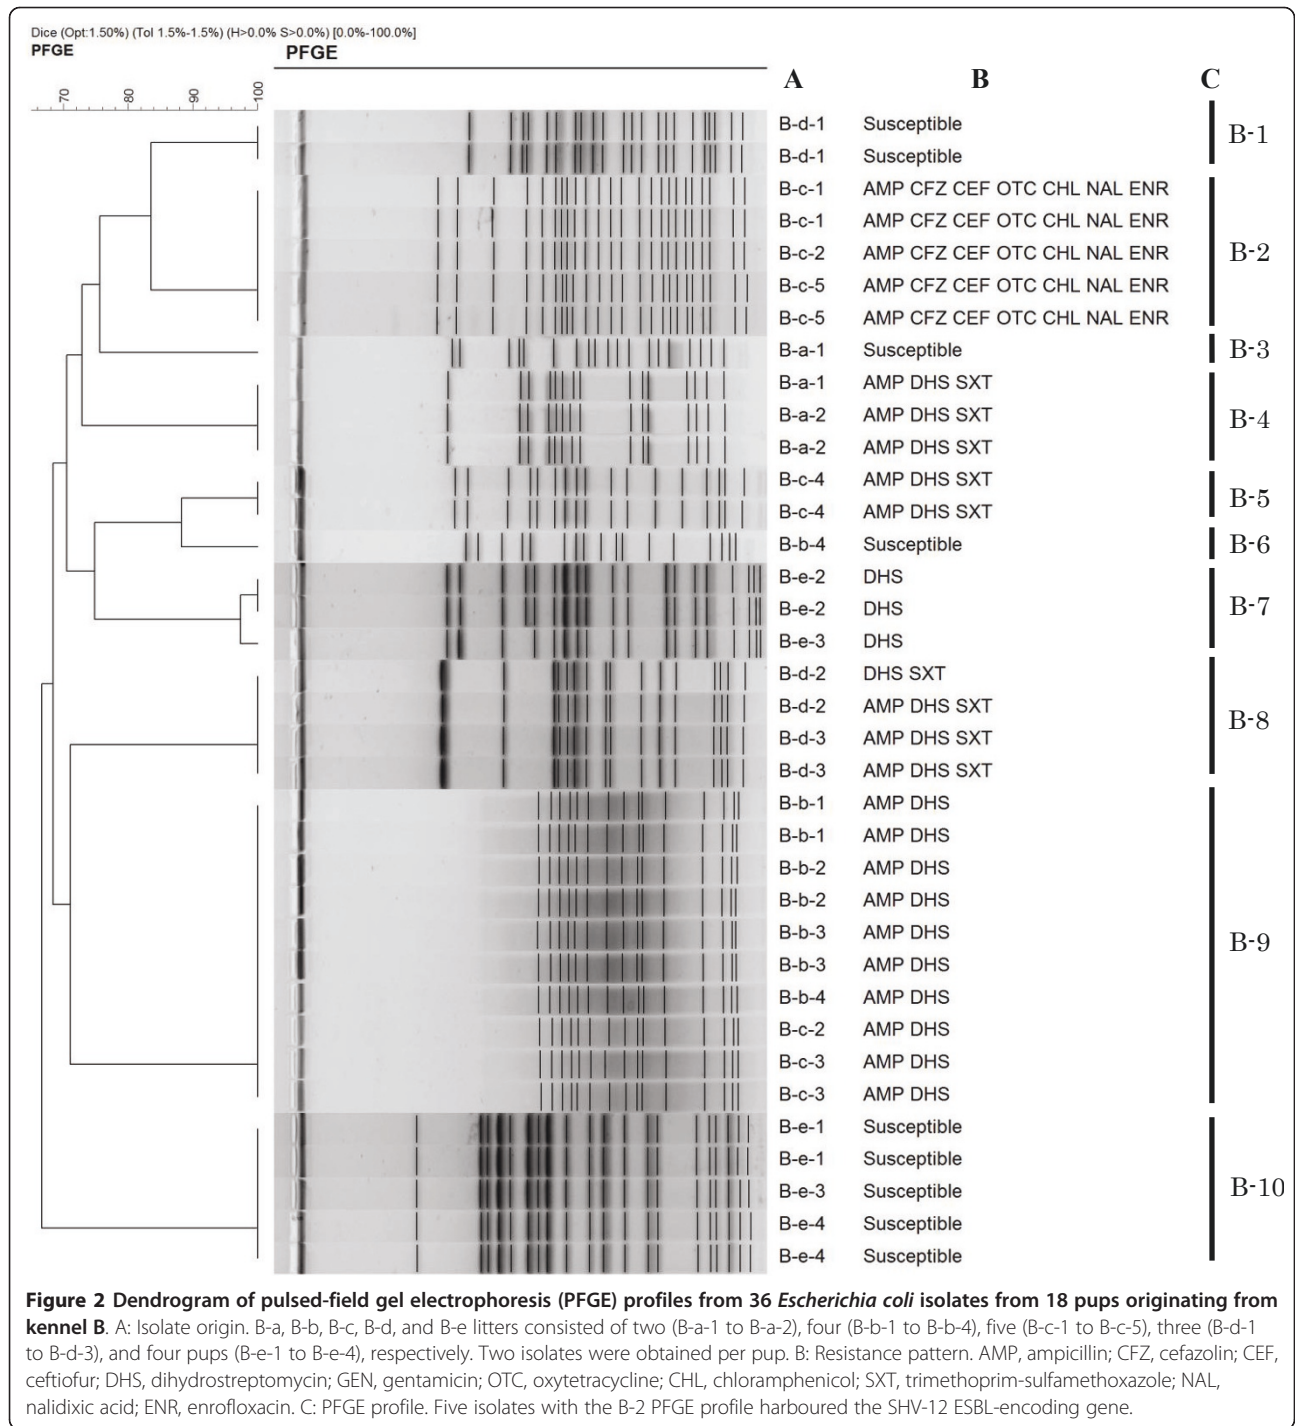 Dice (Opt:1.50%) (Tol 1.5%-1.5%) (H>0.0% S>0.0%) [0.0%-100.0%]
PFGE PFGE
A B C
70 80 90 100
B-d-1 Susceptible
B-1
B-d-1 Susceptible
B-c-1 AMP CFZ CEF OTC CHL NAL ENR
B-c-1 AMP CFZ CEF OTC CHL NAL ENR
B-c-2 AMP CFZ CEF OTC CHL NAL ENR B-2
B-c-5 AMP CFZ CEF OTC CHL NAL ENR
B-c-5 AMP CFZ CEF OTC CHL NAL ENR
B-a-1 Susceptible B-3
B-a-1 AMP DHS SXT
B-a-2 AMP DHS SXT B-4
B-a-2 AMP DHS SXT
B-c-4 AMP DHS SXT
B-5
B-c-4 AMP DHS SXT
B-b-4 Susceptible B-6
B-e-2 DHS
B-e-2 DHS B-7
B-e-3 DHS
B-d-2 DHS SXT
B-d-2 AMP DHS SXT
B-8
B-d-3 AMP DHS SXT
B-d-3 AMP DHS SXT
B-b-1 AMP DHS
B-b-1 AMP DHS
B-b-2 AMP DHS
B-b-2 AMP DHS
B-b-3 AMP DHS
B-9
B-b-3 AMP DHS
B-b-4 AMP DHS
B-c-2 AMP DHS
B-c-3 AMP DHS
B-c-3 AMP DHS
B-e-1 Susceptible
B-e-1 Susceptible
B-e-3 Susceptible B-10
B-e-4 Susceptible
B-e-4 Susceptible
Figure 2 Dendrogram of pulsed-field gel electrophoresis (PFGE) profiles from 36 Escherichia coli isolates from 18 pups originating from
kennel B. A: Isolate origin. B-a, B-b, B-c, B-d, and B-e litters consisted of two (B-a-1 to B-a-2), four (B-b-1 to B-b-4), five (B-c-1 to B-c-5), three (B-d-1
to B-d-3), and four pups (B-e-1 to B-e-4), respectively. Two isolates were obtained per pup. B: Resistance pattern. AMP, ampicillin; CFZ, cefazolin; CEF,
ceftiofur; DHS, dihydrostreptomycin; GEN, gentamicin; OTC, oxytetracycline; CHL, chloramphenicol; SXT, trimethoprim-sulfamethoxazole; NAL,
nalidixic acid; ENR, enrofloxacin. C: PFGE profile. Five isolates with the B-2 PFGE profile harboured the SHV-12 ESBL-encoding gene.